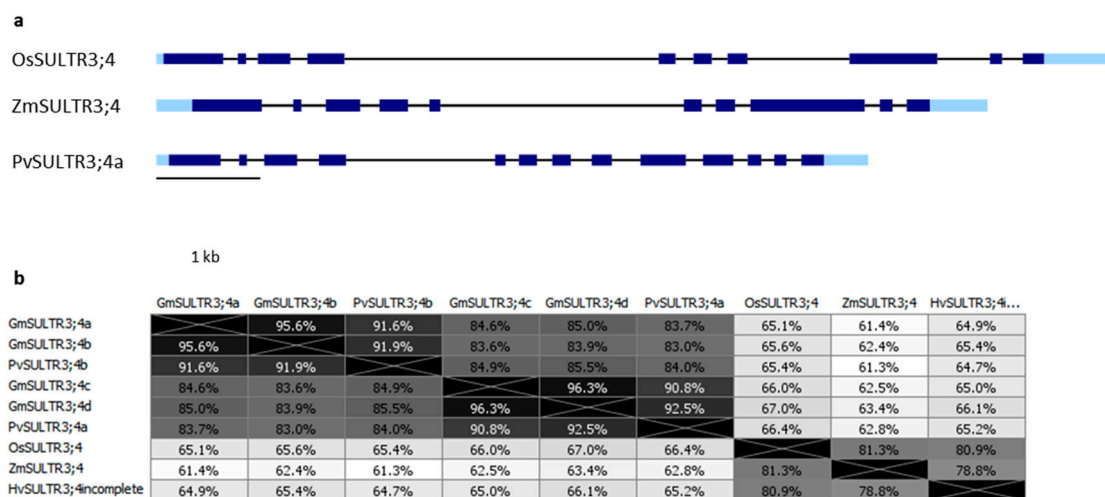 a
OsSULTR3;4
ZmSULTR3;4
PvSULTR3;4a
1 kb
b
GmSULTR3;4a GmSULTR3;4b PvSULTR3;4b GmSULTR3;4c GmSULTR3;4d PvSULTR3;4a OsSULTR3;4 ZmSULTR3;4 HvSULTR3;4i...
GmSULTR3;4a 95.6% 91.6% 84.6% 85.0% 83.7% 65.1% 61.4% 64.9%
GmSULTR3;4b 95.6% 91.9% 83.6% 83.9% 83.0% 65.6% 62.4% 65.4%
PvSULTR3;4b 91.6% 91.9% 84.9% 85.5% 84.0% 65.4% 61.3% 64.7%
GmSULTR3;4c 84.6% 83.6% 84.9% 96.3% 90.8% 66.0% 62.5% 65.0%
GmSULTR3;4d 85.0% 83.9% 85.5% 96.3% 92.5% 67.0% 63.4% 66.1%
PvSULTR3;4a 83.7% 83.0% 84.0% 90.8% 92.5% 66.4% 62.8% 65.2%
OsSULTR3;4 65.1% 65.6% 65.4% 66.0% 67.0% 66.4% 81.3% 80.9%
ZmSULTR3;4 61.4% 62.4% 61.3% 62.5% 63.4% 62.8% 81.3% 78.8%
HvSULTR3;4incomplete 64.9% 65.4% 64.7% 65.0% 66.1% 65.2% 80.9% 78.8%